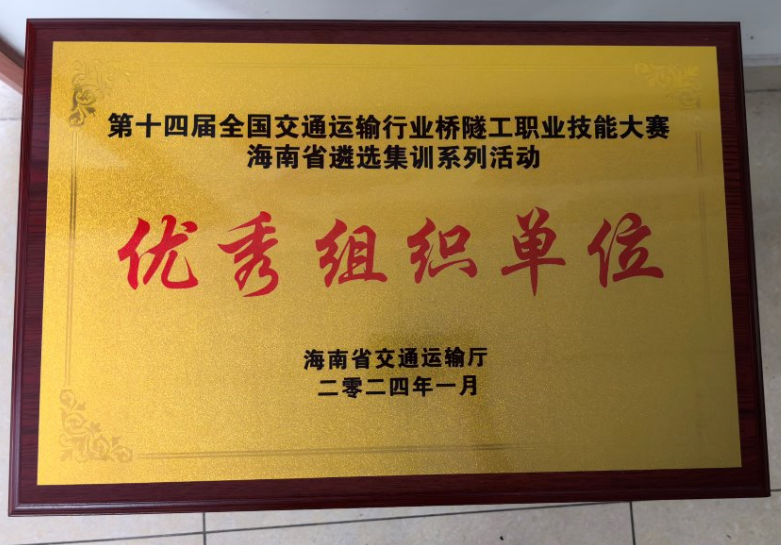 第十四届全国交通运输行业桥隧工职业技能大赛
海南省遴选集训系列活动
优秀组织单位
海南省交通运输厅
二零二四年一月